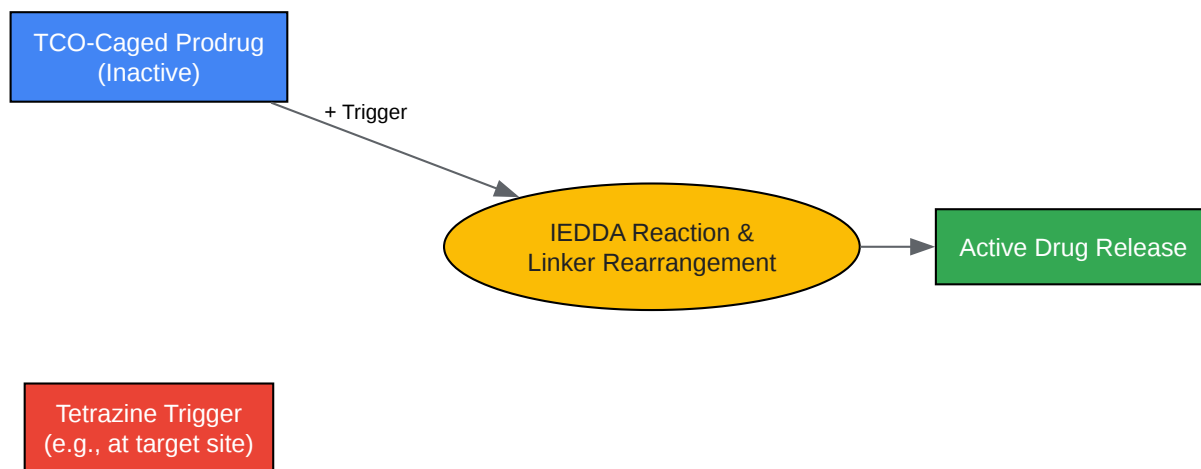 TCO-Caged Prodrug
(Inactive)
+ Trigger
IEDDA Reaction &
Linker Rearrangement
Active Drug Release
Tetrazine Trigger
(e.g., at target site)